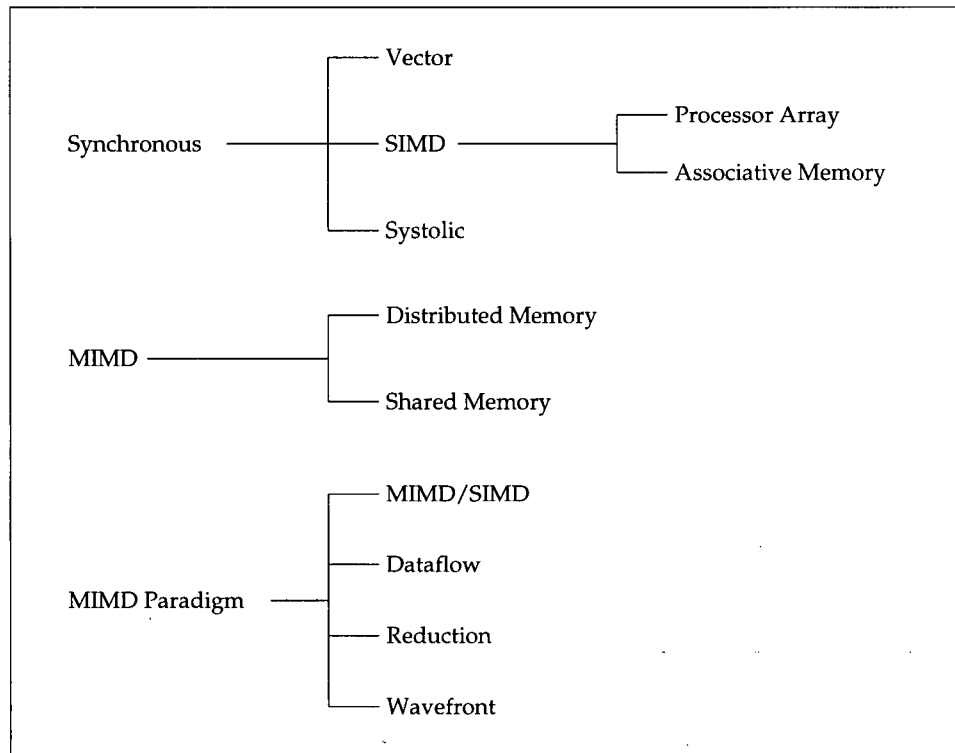 Vector
Processor Array
Synchronous
SIMD
Associative Memory
Systolic
Distributed Memory
MIMD
Shared Memory
MIMD/SIMD
Dataflow
MIMD Paradigm
Reduction
Wavefront